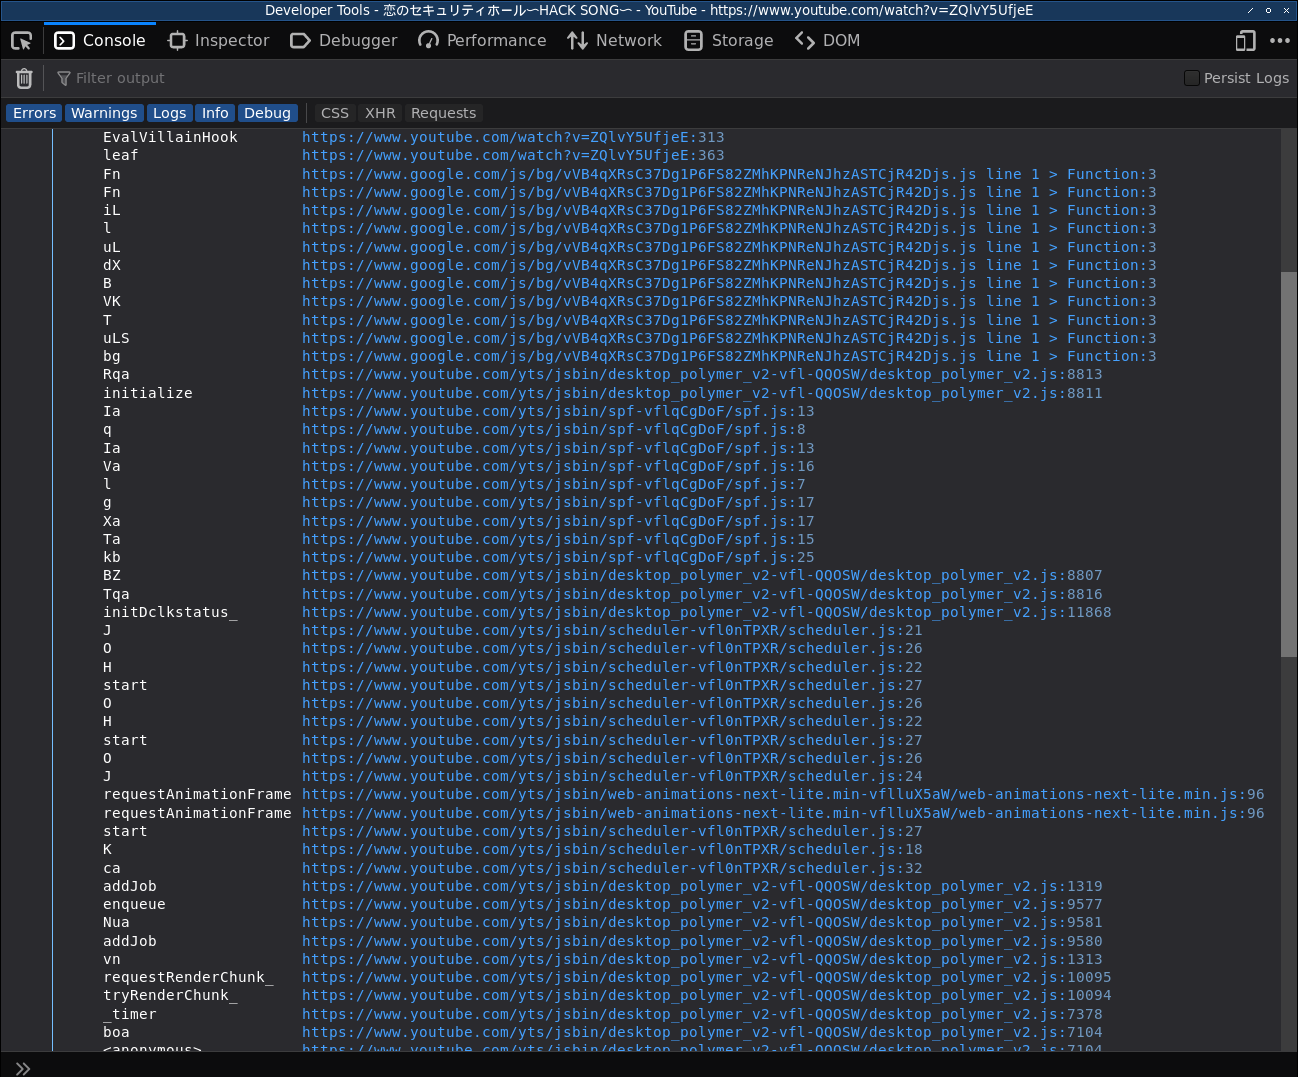 Developer Tools - 恋のセキュリティホール~HACK SONG~ - YouTube - https://www.youtube.com/watch?v=ZQlvY5UfjeE
Console Inspector Debugger Performance Network Storage DOM
Filter output Persist Logs
Errors Warnings Logs Info Debug CSS XHR Requests
EvalVillainHook https://www.youtube.com/watch?v=ZQlvY5UfjeE:313
leaf https://www.youtube.com/watch?v=ZQlvY5UfjeE:363
Fn https://www.google.com/js/bg/vVB4qXRsC37Dg1P6FS82ZMhKPNReNJhzASTCjR42Djs.js line 1 > Function:3
Fn https://www.google.com/js/bg/vVB4qXRsC37Dg1P6FS82ZMhKPNReNJhzASTCjR42Djs.js line 1 > Function:3
iL https://www.google.com/js/bg/vVB4qXRsC37Dg1P6FS82ZMhKPNReNJhzASTCjR42Djs.js line 1 > Function:3
l https://www.google.com/js/bg/vVB4qXRsC37Dg1P6FS82ZMhKPNReNJhzASTCjR42Djs.js line 1 > Function:3
uL https://www.google.com/js/bg/vVB4qXRsC37Dg1P6FS82ZMhKPNReNJhzASTCjR42Djs.js line 1 > Function:3
dX https://www.google.com/js/bg/vVB4qXRsC37Dg1P6FS82ZMhKPNReNJhzASTCjR42Djs.js line 1 > Function:3
B https://www.google.com/js/bg/vVB4qXRsC37Dg1P6FS82ZMhKPNReNJhzASTCjR42Djs.js line 1 > Function:3
VK https://www.google.com/js/bg/vVB4qXRsC37Dg1P6FS82ZMhKPNReNJhzASTCjR42Djs.js line 1 > Function:3
T https://www.google.com/js/bg/vVB4qXRsC37Dg1P6FS82ZMhKPNReNJhzASTCjR42Djs.js line 1 > Function:3
uLS https://www.google.com/js/bg/vVB4qXRsC37Dg1P6FS82ZMhKPNReNJhzASTCjR42Djs.js line 1 > Function:3
bg https://www.google.com/js/bg/vVB4qXRsC37Dg1P6FS82ZMhKPNReNJhzASTCjR42Djs.js line 1 > Function:3
Rqa https://www.youtube.com/yts/jsbin/desktop_polymer_v2-vfl-QQOSW/desktop_polymer_v2.js:8813
initialize https://www.youtube.com/yts/jsbin/desktop_polymer_v2-vfl-QQOSW/desktop_polymer_v2.js:8811
Ia https://www.youtube.com/yts/jsbin/spf-vflqCgDoF/spf.js:13
q https://www.youtube.com/yts/jsbin/spf-vflqCgDoF/spf.js:8
Ia https://www.youtube.com/yts/jsbin/spf-vflqCgDoF/spf.js:13
Va https://www.youtube.com/yts/jsbin/spf-vflqCgDoF/spf.js:16
l https://www.youtube.com/yts/jsbin/spf-vflqCgDoF/spf.js:7
g https://www.youtube.com/yts/jsbin/spf-vflqCgDoF/spf.js:17
Xa https://www.youtube.com/yts/jsbin/spf-vflqCgDoF/spf.js:17
Ta https://www.youtube.com/yts/jsbin/spf-vflqCgDoF/spf.js:15
kb https://www.youtube.com/yts/jsbin/spf-vflqCgDoF/spf.js:25
BZ https://www.youtube.com/yts/jsbin/desktop_polymer_v2-vfl-QQOSW/desktop_polymer_v2.js:8807
Tqa https://www.youtube.com/yts/jsbin/desktop_polymer_v2-vfl-QQOSW/desktop_polymer_v2.js:8816
initDclkstatus_ https://www.youtube.com/yts/jsbin/desktop_polymer_v2-vfl-QQOSW/desktop_polymer_v2.js:11868
J https://www.youtube.com/yts/jsbin/scheduler-vfl0nTPXR/scheduler.js:21
O https://www.youtube.com/yts/jsbin/scheduler-vfl0nTPXR/scheduler.js:26
H https://www.youtube.com/yts/jsbin/scheduler-vfl0nTPXR/scheduler.js:22
start https://www.youtube.com/yts/jsbin/scheduler-vfl0nTPXR/scheduler.js:27
O https://www.youtube.com/yts/jsbin/scheduler-vfl0nTPXR/scheduler.js:26
H https://www.youtube.com/yts/jsbin/scheduler-vfl0nTPXR/scheduler.js:22
start https://www.youtube.com/yts/jsbin/scheduler-vfl0nTPXR/scheduler.js:27
O https://www.youtube.com/yts/jsbin/scheduler-vfl0nTPXR/scheduler.js:26
J https://www.youtube.com/yts/jsbin/scheduler-vfl0nTPXR/scheduler.js:24
requestAnimationFrame https://www.youtube.com/yts/jsbin/web-animations-next-lite.min-vflluX5aW/web-animations-next-lite.min.js:96
requestAnimationFrame https://www.youtube.com/yts/jsbin/web-animations-next-lite.min-vflluX5aW/web-animations-next-lite.min.js:96
start https://www.youtube.com/yts/jsbin/scheduler-vfl0nTPXR/scheduler.js:27
K https://www.youtube.com/yts/jsbin/scheduler-vfl0nTPXR/scheduler.js:18
ca https://www.youtube.com/yts/jsbin/scheduler-vfl0nTPXR/scheduler.js:32
addJob https://www.youtube.com/yts/jsbin/desktop_polymer_v2-vfl-QQOSW/desktop_polymer_v2.js:1319
enqueue https://www.youtube.com/yts/jsbin/desktop_polymer_v2-vfl-QQOSW/desktop_polymer_v2.js:9577
Nua https://www.youtube.com/yts/jsbin/desktop_polymer_v2-vfl-QQOSW/desktop_polymer_v2.js:9581
addJob https://www.youtube.com/yts/jsbin/desktop_polymer_v2-vfl-QQOSW/desktop_polymer_v2.js:9580
vn https://www.youtube.com/yts/jsbin/desktop_polymer_v2-vfl-QQOSW/desktop_polymer_v2.js:1313
requestRenderChunk_ https://www.youtube.com/yts/jsbin/desktop_polymer_v2-vfl-QQOSW/desktop_polymer_v2.js:10095
tryRenderChunk_ https://www.youtube.com/yts/jsbin/desktop_polymer_v2-vfl-QQOSW/desktop_polymer_v2.js:10094
_timer https://www.youtube.com/yts/jsbin/desktop_polymer_v2-vfl-QQOSW/desktop_polymer_v2.js:7378
boa https://www.youtube.com/yts/jsbin/desktop_polymer_v2-vfl-QQOSW/desktop_polymer_v2.js:7104
<anonymous> https://www.youtube.com/yts/jsbin/desktop_polymer_v2-vfl-QQOSW/desktop_polymer_v2.js:7104